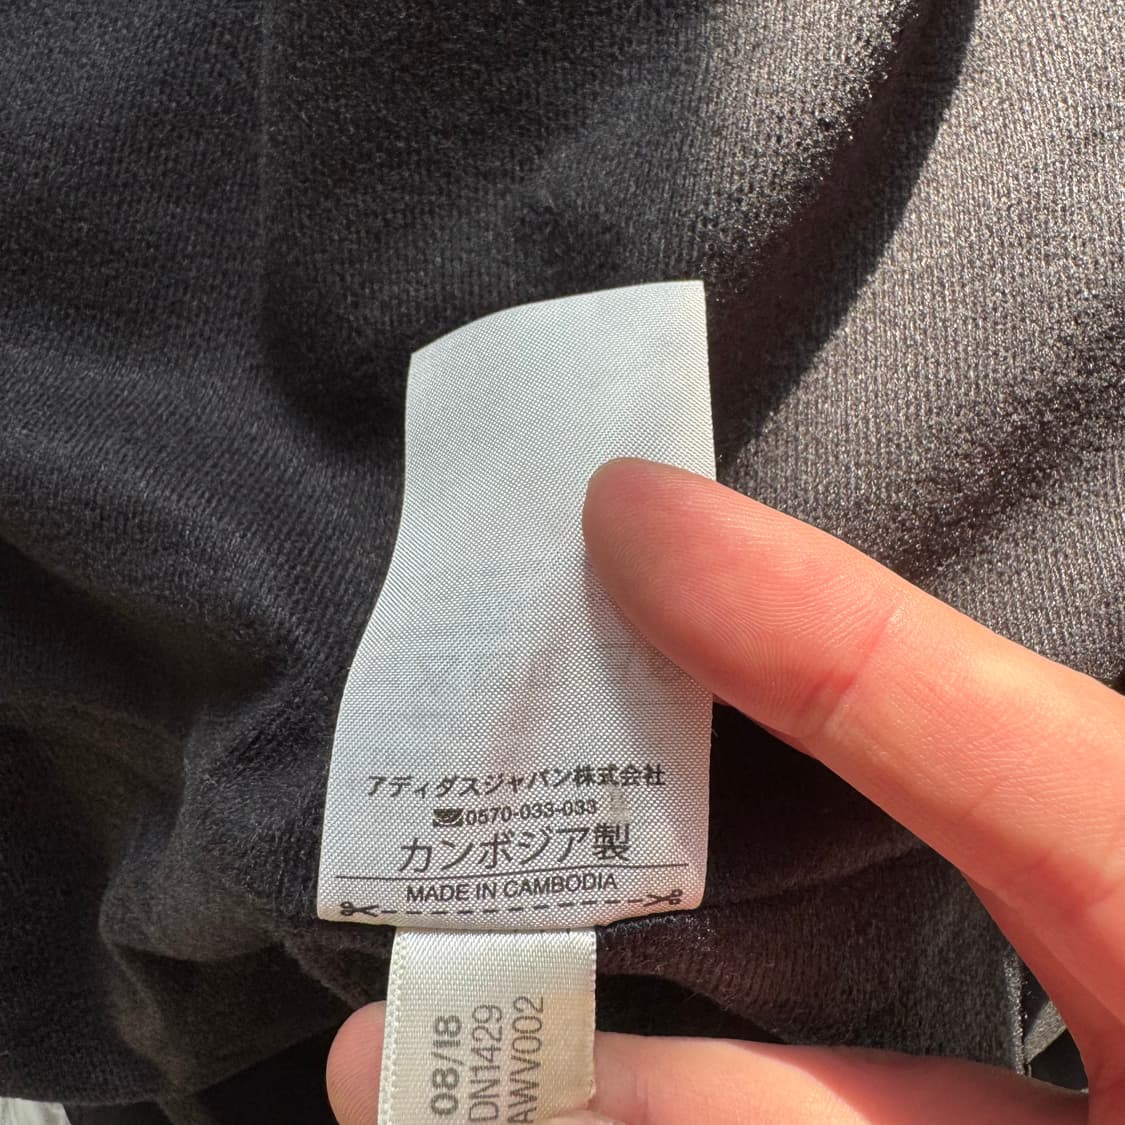 アディダスジャパン株式会社
0570-033-033
カンボジア製
MADE IN CAMBODIA
08/18
DN1429
AWV002